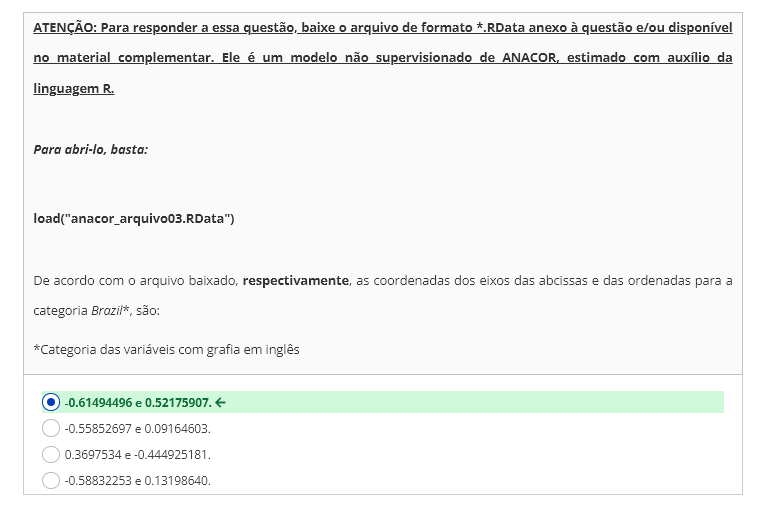 ATENÇÃO: Para responder a essa questão, baixe o arquivo de formato *.RData anexo à questão e/ou disponível
no material complementar. Ele é um modelo não supervisionado de ANACOR, estimado com auxílio da
linguagem R.
Para abri-lo, basta:
load("anacor_arquivo03.RData")
De acordo com o arquivo baixado, respectivamente, as coordenadas dos eixos das abcissas e das ordenadas para a
categoria Brazil*, são:
*Categoria das variáveis com grafia em inglês
-0.61494496 e 0.52175907. ←
-0.55852697 e 0.09164603.
0.3697534 e -0.444925181.
-0.58832253 e 0.13198640.